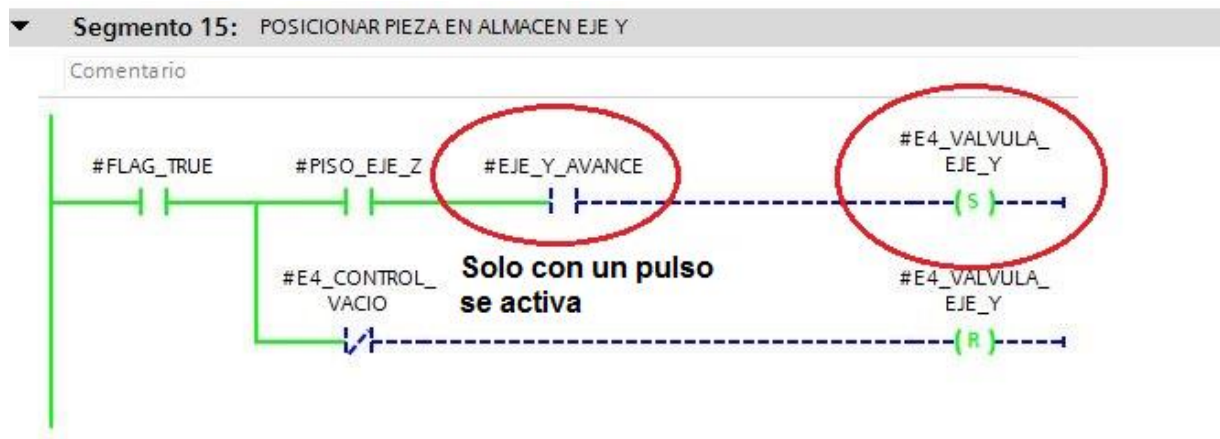 Segmento 15: POSICIONAR PIEZA EN ALMACEN EJE Y
Comentario
#FLAG_TRUE
#PISO_EJE_Z
#EJE_Y_AVANCE
#E4_VALVULA_
EJE_Y
( S )
Solo con un pulso
se activa
#E4_CONTROL_
VACIO
#E4_VALVULA_
EJE_Y
( R )